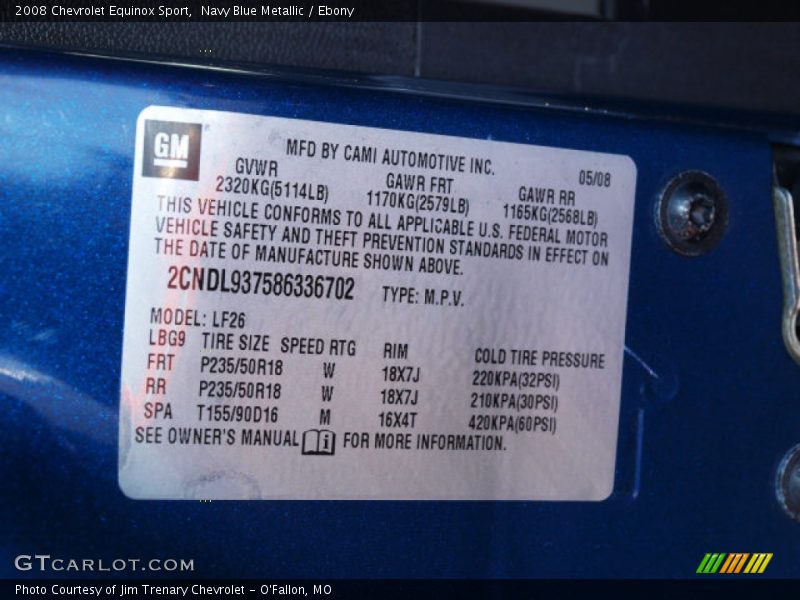 2008 Chevrolet Equinox Sport, Navy Blue Metallic / Ebony
GM
MFD BY CAMI AUTOMOTIVE INC.
05/08
GVWR GAWR FRT GAWR RR
2320KG(5114LB) 1170KG(2579LB) 1165KG(2568LB)
THIS VEHICLE CONFORMS TO ALL APPLICABLE U.S. FEDERAL MOTOR
VEHICLE SAFETY AND THEFT PREVENTION STANDARDS IN EFFECT ON
THE DATE OF MANUFACTURE SHOWN ABOVE.
2CNDL937586336702 TYPE: M.P.V.
MODEL: LF26
LBG9 TIRE SIZE SPEED RTG RIM COLD TIRE PRESSURE
FRT P235/50R18 W 18X7J 220KPA(32PSI)
RR P235/50R18 W 18X7J 210KPA(30PSI)
SPA T155/90D16 M 16X4T 420KPA(60PSI)
SEE OWNER'S MANUAL i FOR MORE INFORMATION.
GTCARLOT.COM
Photo Courtesy of Jim Trenary Chevrolet - O'Fallon, MO